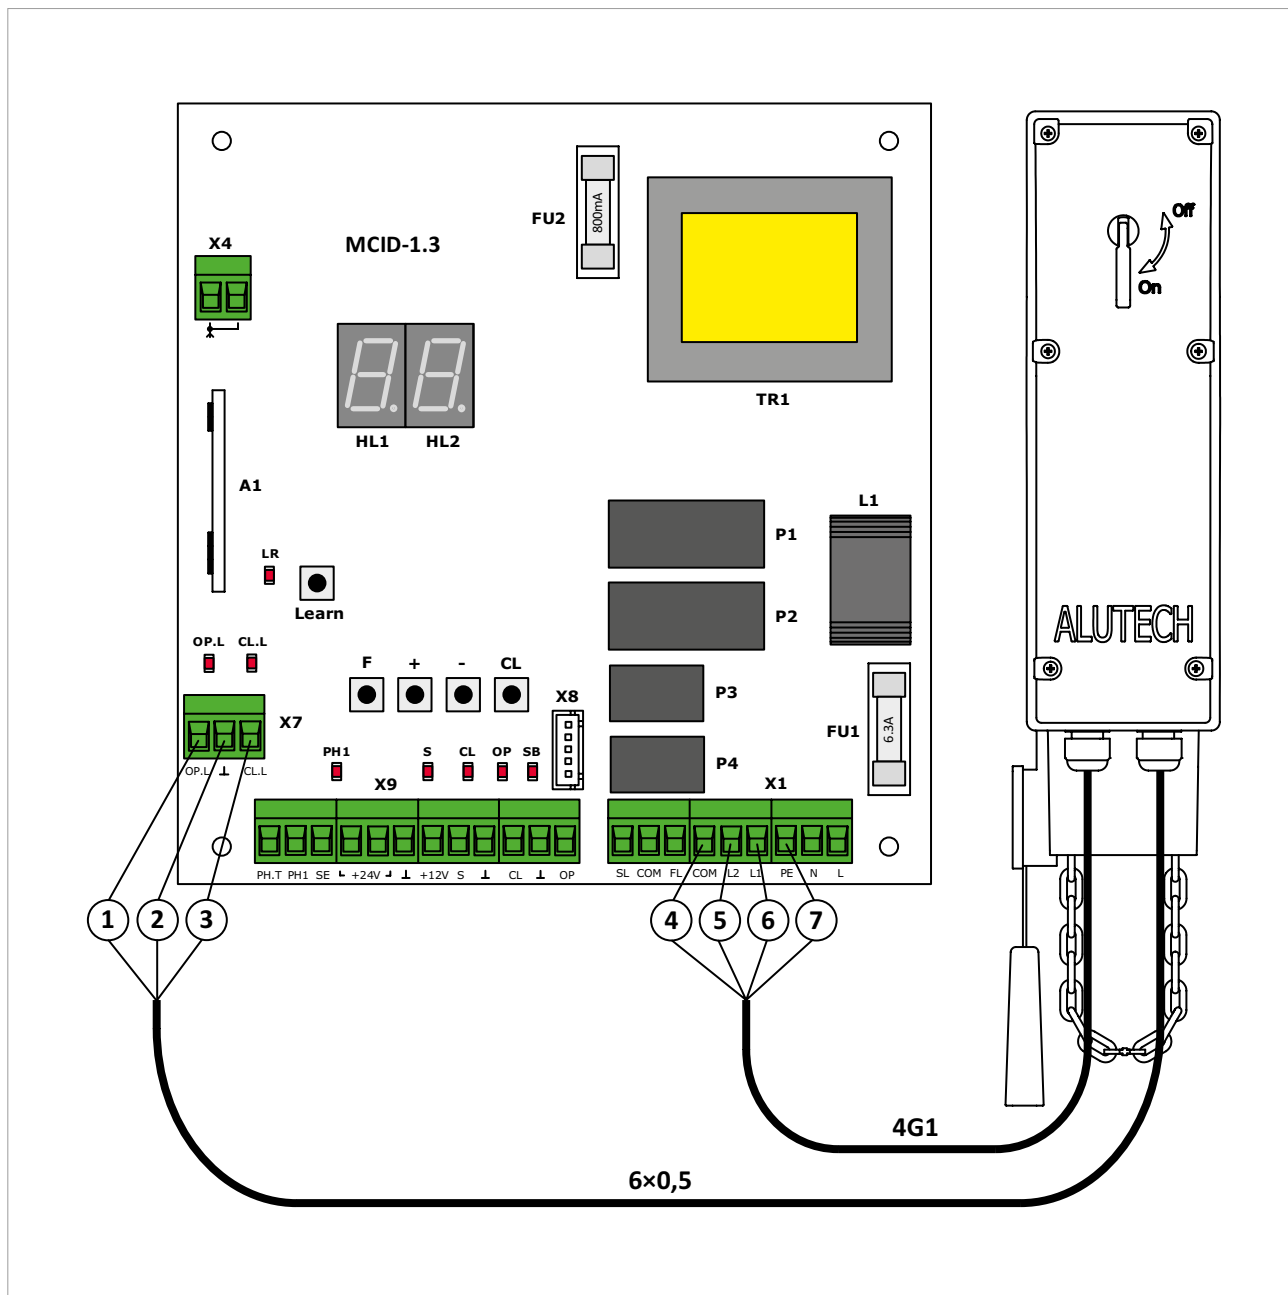 FU2
800mA
MCID-1.3
X4
TR1
HL1 HL2
A1
L1
P1
LR
Learn
P2
OP.L CL.L
F + - CL
X8
P3
X7
FU1
6.3A
PH1 S CL OP SB
P4
X9
X1
OP.L ⊥ CL.L
PH.T PH1 SE +24V ⊥ +12V S ⊥ CL ⊥ OP
SL COM FL COM L2 L1 PE N L
1 2 3 4 5 6 7
Off
On
ALUTECH
4G1
6×0,5